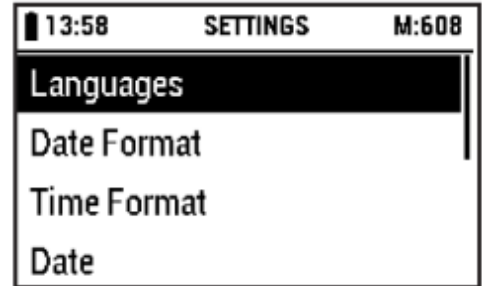 13:58 SETTINGS M:608
Languages
Date Format
Time Format
Date